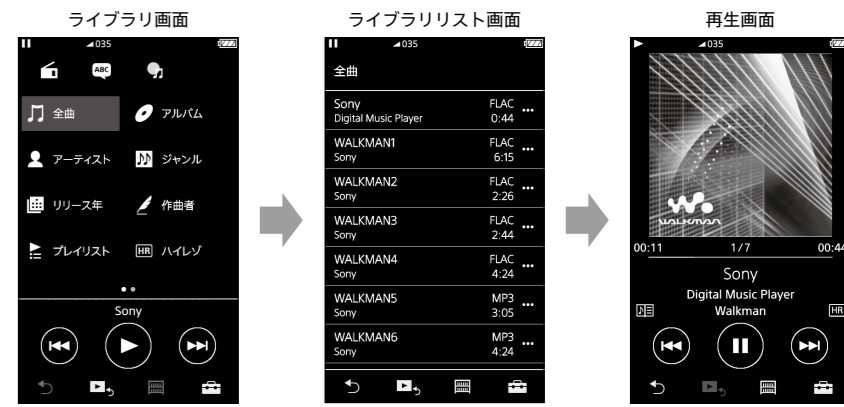 ライブラリ画面
035
ABC
全曲
アルバム
アーティスト
ジャンル
リリース年
作曲者
プレイリスト
HR ハイレゾ
Sony
ライブラリリスト画面
035
全曲
Sony FLAC
Digital Music Player 0:44
WALKMAN1 FLAC
Sony 6:15
WALKMAN2 FLAC
Sony 2:26
WALKMAN3 FLAC
Sony 2:44
WALKMAN4 FLAC
Sony 4:24
WALKMAN5 MP3
Sony 3:05
WALKMAN6 MP3
Sony 4:24
再生画面
035
WALKMAN
00:11 1/7 00:44
Sony
Digital Music Player
Walkman HR